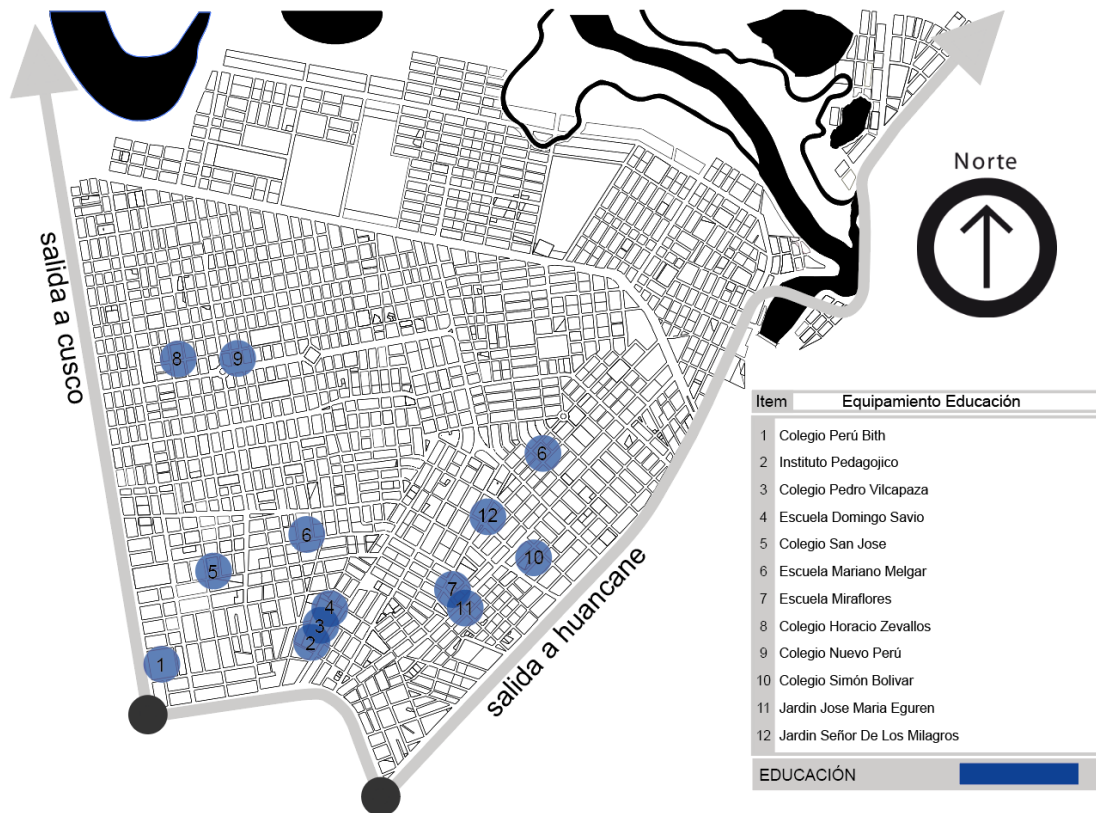 Norte
salida a cusco
8
9
6
12
6
10
5
7
11
4
3
2
1
salida a huancane
Item Equipamiento Educación
1 Colegio Perú Bith
2 Instituto Pedagojico
3 Colegio Pedro Vilcapaza
4 Escuela Domingo Savio
5 Colegio San Jose
6 Escuela Mariano Melgar
7 Escuela Miraflores
8 Colegio Horacio Zevallos
9 Colegio Nuevo Perú
10 Colegio Simón Bolivar
11 Jardin Jose Maria Eguren
12 Jardin Señor De Los Milagros
EDUCACIÓN